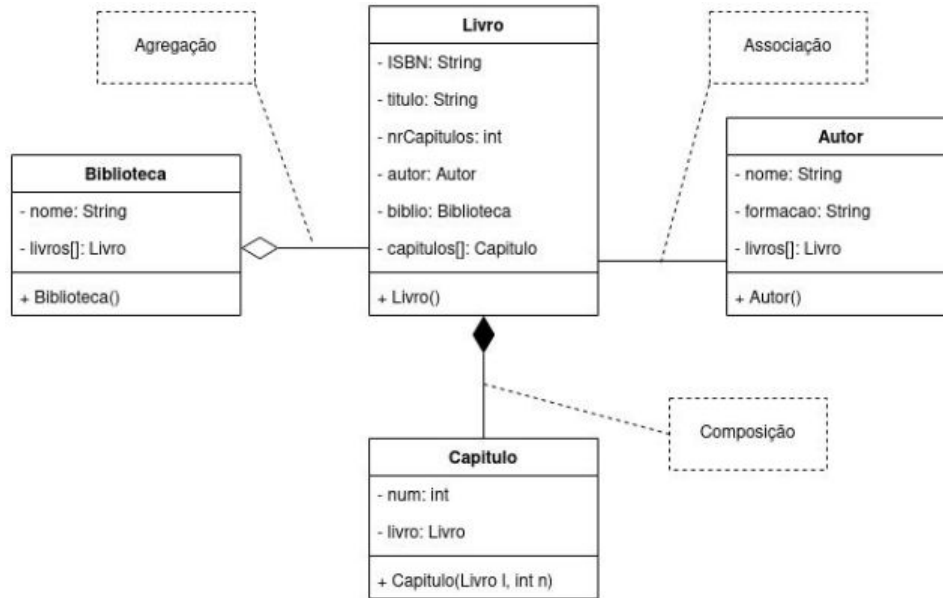 Agregação
Livro
- ISBN: String
- titulo: String
- nrCapitulos: int
- autor: Autor
- biblio: Biblioteca
- capitulos[]: Capitulo
+ Livro()
Associação
Biblioteca
- nome: String
- livros[]: Livro
+ Biblioteca()
Autor
- nome: String
- formacao: String
- livros[]: Livro
+ Autor()
Composição
Capitulo
- num: int
- livro: Livro
+ Capitulo(Livro l, int n)